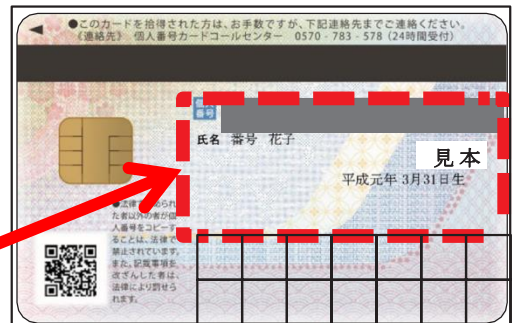 ●このカードを拾得された方は、お手数ですが、下記連絡先までご連絡ください。
《連絡先》 個人番号カードコールセンター 0570-783-578 (24時間受付)
番号
氏名 番号 花子
見本
平成元年 3月31日生
●法律で
られ
た者以外の者が個
人番号をコピーす
ることは、法律で
禁止されています。
また、記載事項を
改ざんした者は、
法律により罰せら
れます。